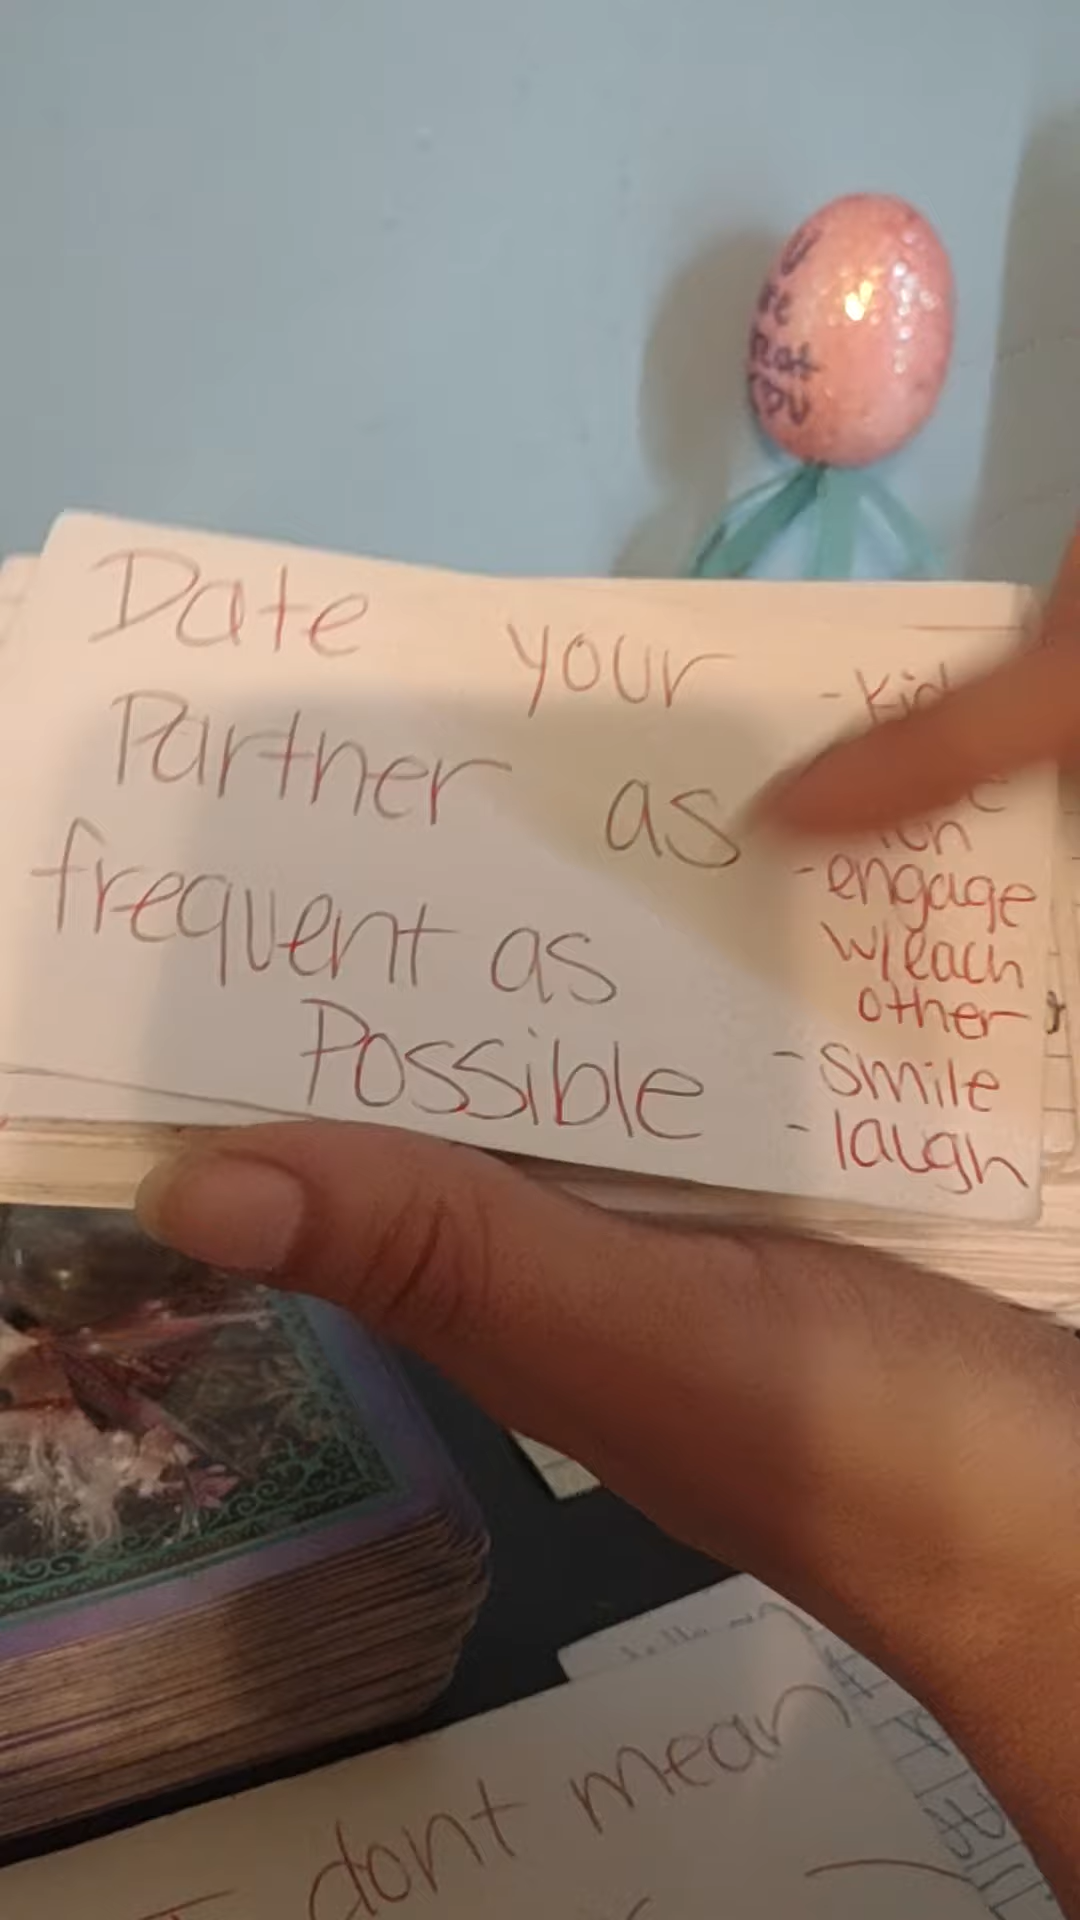 Date your
Partner as
frequent as
Possible
- engage
w/each
other
- smile
- laugh
dont mean